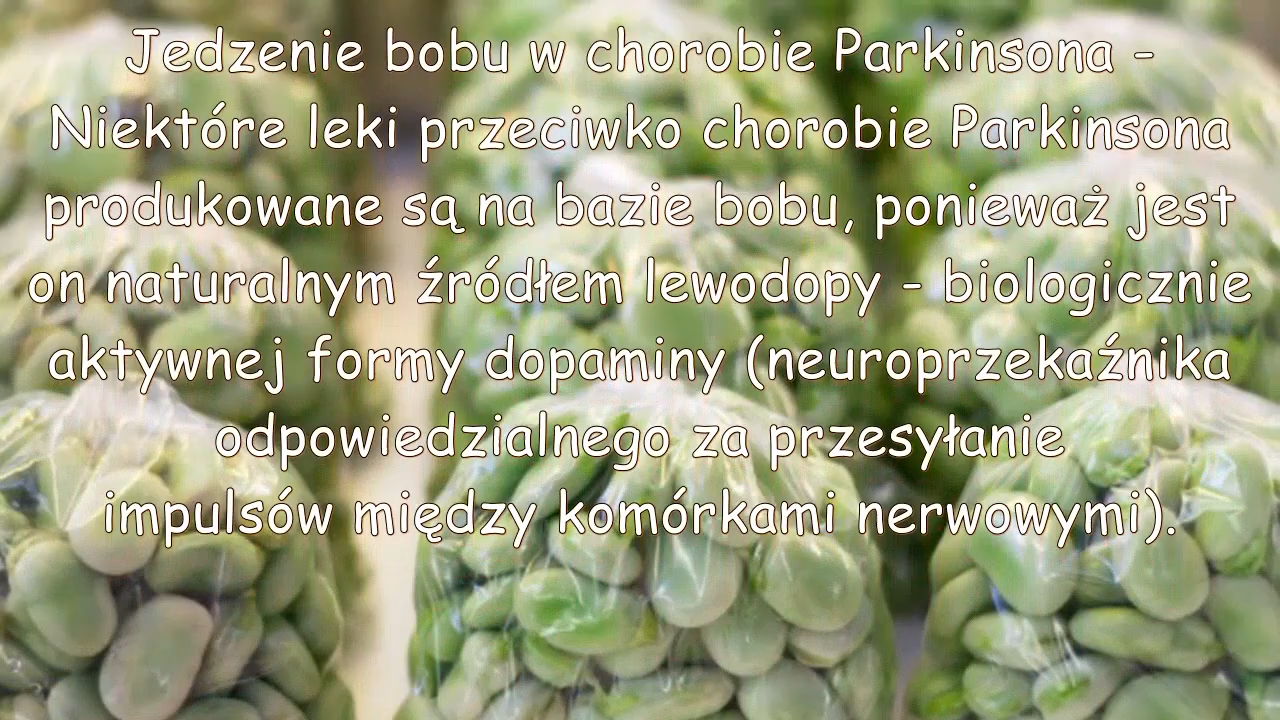 Jedzenie bobu w chorobie Parkinsona -
Niektóre leki przeciwko chorobie Parkinsona
produkowane są na bazie bobu, ponieważ jest
on naturalnym źródłem lewodopy - biologicznie
aktywnej formy dopaminy (neuroprzekaźnika
odpowiedzialnego za przesyłanie
impulsów między komórkami nerwowymi).